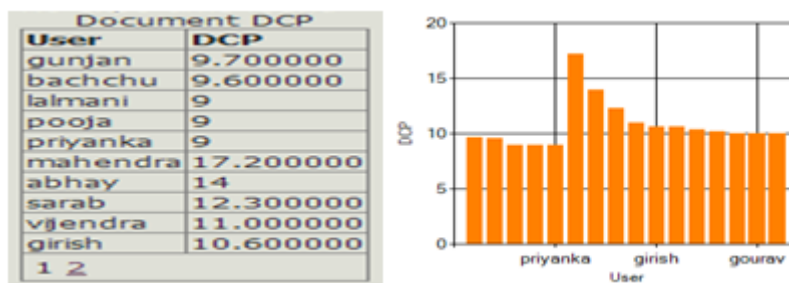 Document DCP
User DCP
gunjan 9.700000
bachchu 9.600000
lalmani 9
pooja 9
priyanka 9
mahendra 17.200000
abhay 14
sarab 12.300000
vijendra 11.000000
girish 10.600000
1 2
20
15
10
5
0
DCP
priyanka girish gourav
User